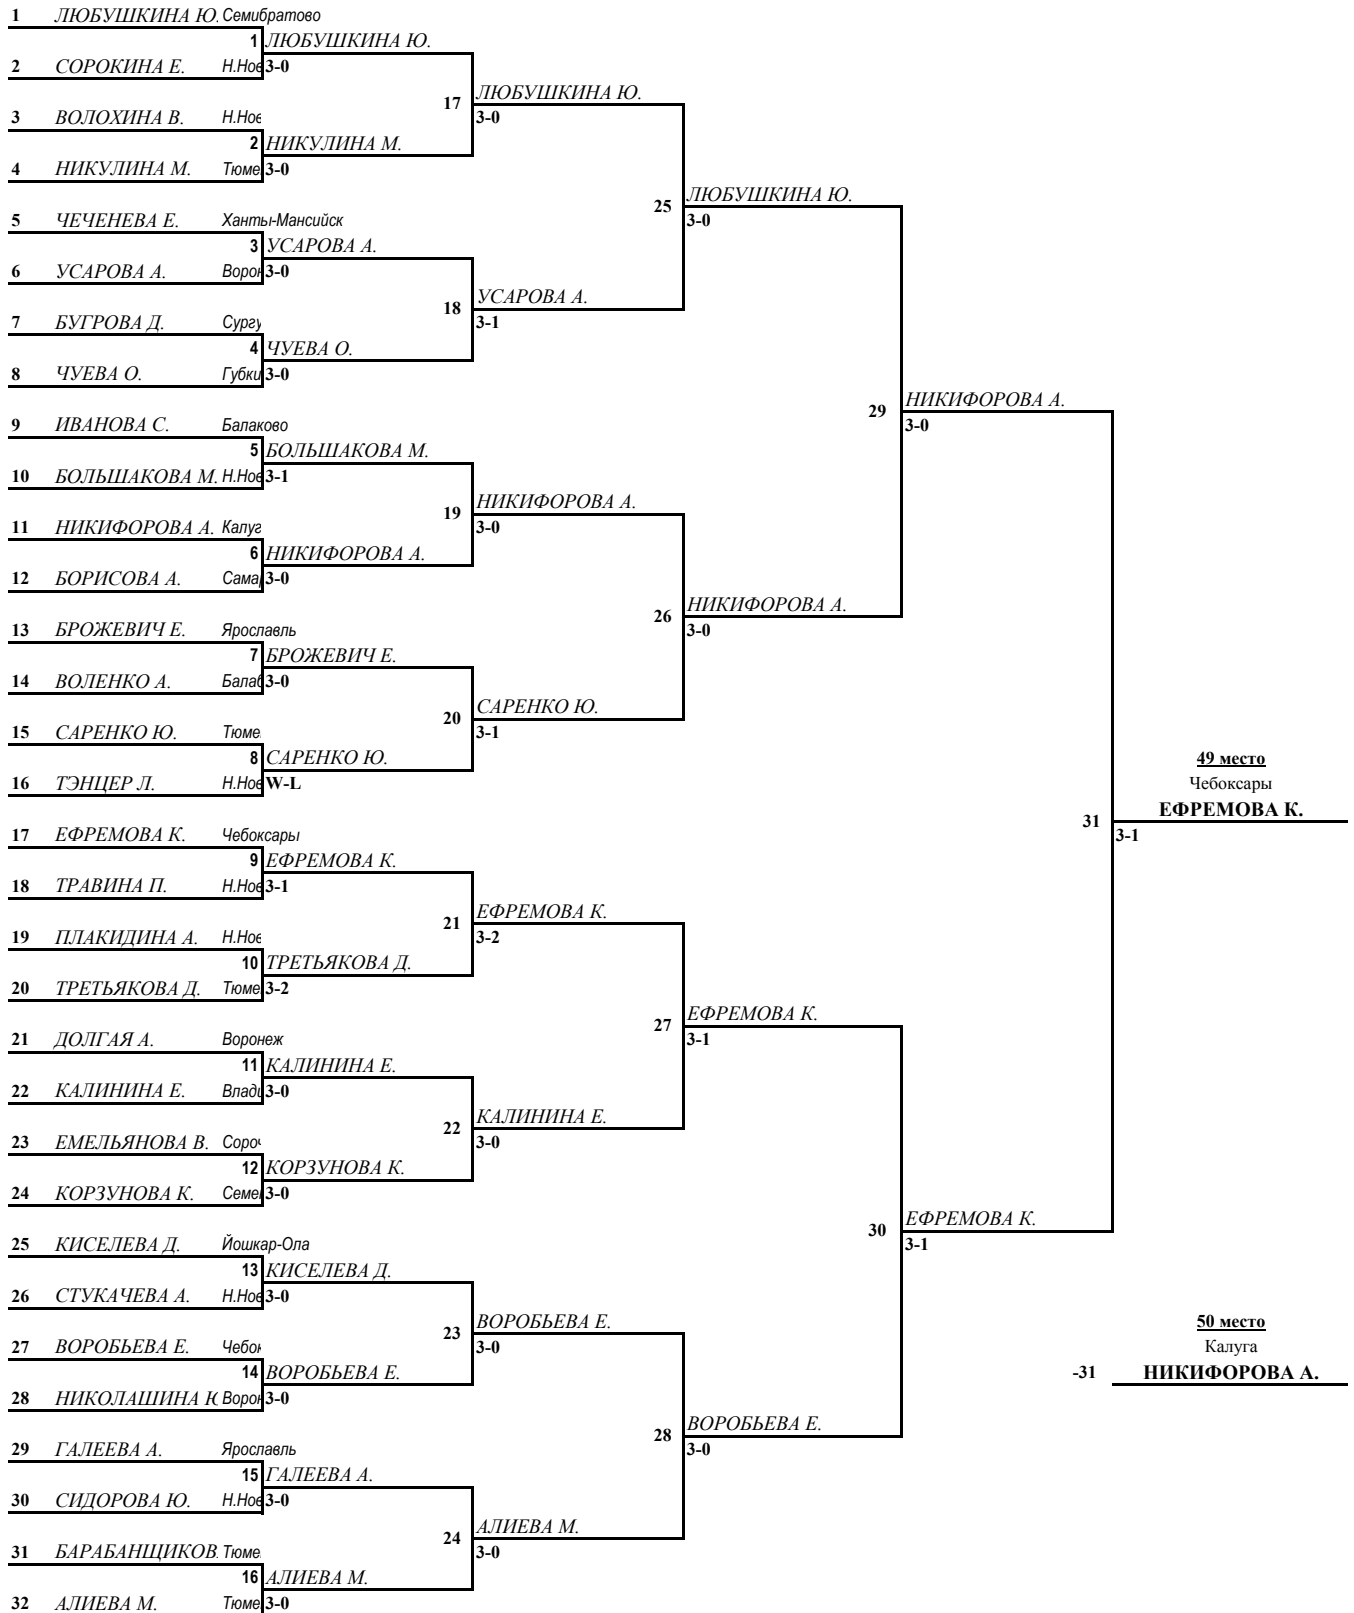 1 ЛЮБУШКИНА Ю. Семибратово
1 ЛЮБУШКИНА Ю.
2 СОРОКИНА Е. Н.Нов 3-0
17 ЛЮБУШКИНА Ю.
3 ВОЛОХИНА В. Н.Нов 3-0
2 НИКУЛИНА М.
4 НИКУЛИНА М. Тюме 3-0
25 ЛЮБУШКИНА Ю.
5 ЧЕЧЕНЕВА Е. Ханты-Мансийск 3-0
3 УСАРОВА А.
6 УСАРОВА А. Ворон 3-0
18 УСАРОВА А.
7 БУГРОВА Д. Сургу 3-1
4 ЧУЕВА О.
8 ЧУЕВА О. Губки 3-0
29 НИКИФОРОВА А.
9 ИВАНОВА С. Балаково 3-0
5 БОЛЬШАКОВА М.
10 БОЛЬШАКОВА М. Н.Нов 3-1
19 НИКИФОРОВА А.
11 НИКИФОРОВА А. Калуга 3-0
6 НИКИФОРОВА А.
12 БОРИСОВА А. Сама 3-0
26 НИКИФОРОВА А.
13 БРОЖЕВИЧ Е. Ярославль 3-0
7 БРОЖЕВИЧ Е.
14 ВОЛЕНКО А. Балаб 3-0
20 САРЕНКО Ю.
15 САРЕНКО Ю. Тюме 3-1
8 САРЕНКО Ю.
49 место
16 ТЭНЦЕР Л. Н.Нов W-L
Чебоксары
31 ЕФРЕМОВА К.
17 ЕФРЕМОВА К. Чебоксары 3-1
9 ЕФРЕМОВА К.
18 ТРАВИНА П. Н.Нов 3-1
21 ЕФРЕМОВА К.
19 ПЛАКИДИНА А. Н.Нов 3-2
10 ТРЕТЬЯКОВА Д.
20 ТРЕТЬЯКОВА Д. Тюме 3-2
27 ЕФРЕМОВА К.
21 ДОЛГАЯ А. Воронеж 3-1
11 КАЛИНИНА Е.
22 КАЛИНИНА Е. Влади 3-0
22 КАЛИНИНА Е.
23 ЕМЕЛЬЯНОВА В. Сороч 3-0
12 КОРЗУНОВА К.
24 КОРЗУНОВА К. Семе 3-0
30 ЕФРЕМОВА К.
25 КИСЕЛЕВА Д. Йошкар-Ола 3-1
13 КИСЕЛЕВА Д.
26 СТУКАЧЕВА А. Н.Нов 3-0
23 ВОРОБЬЕВА Е.
50 место
27 ВОРОБЬЕВА Е. Чебок 3-0
Калуга
14 ВОРОБЬЕВА Е.
-31 НИКИФОРОВА А.
28 НИКОЛАШИНА Ю Ворон 3-0
28 ВОРОБЬЕВА Е.
29 ГАЛЕЕВА А. Ярославль 3-0
15 ГАЛЕЕВА А.
30 СИДОРОВА Ю. Н.Нов 3-0
24 АЛИЕВА М.
31 БАРАБАНЩИКОВ Тюме 3-0
16 АЛИЕВА М.
32 АЛИЕВА М. Тюме 3-0